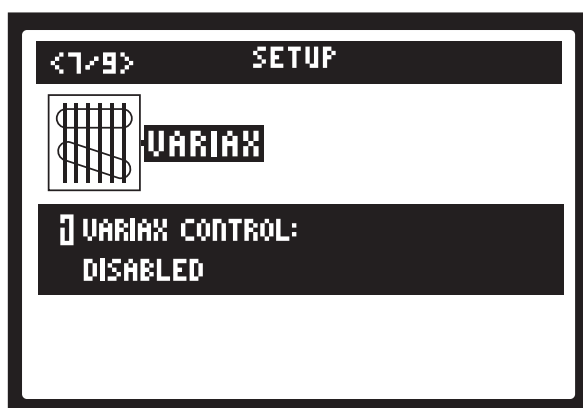 <7/9> SETUP
VARIAX
1 VARIAX CONTROL:
DISABLED